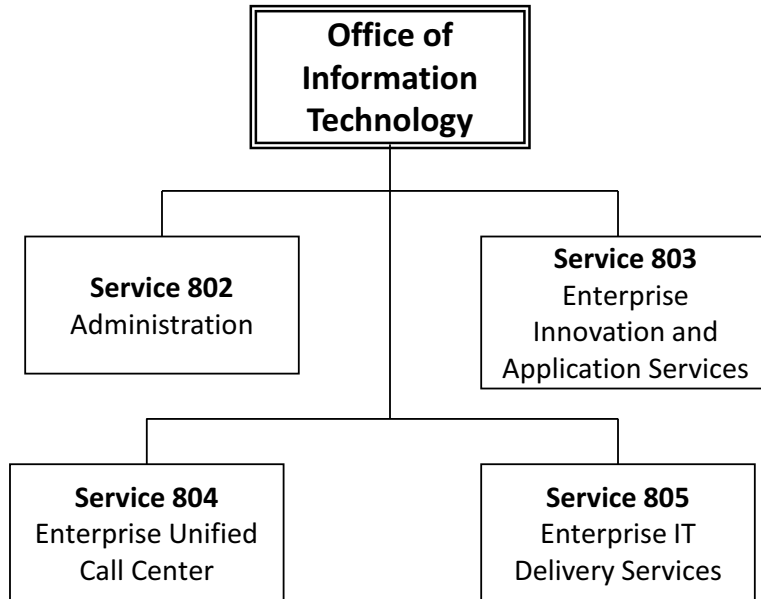 Office of
Information
Technology
Service 802
Administration
Service 803
Enterprise
Innovation and
Application Services
Service 804
Enterprise Unified
Call Center
Service 805
Enterprise IT
Delivery Services